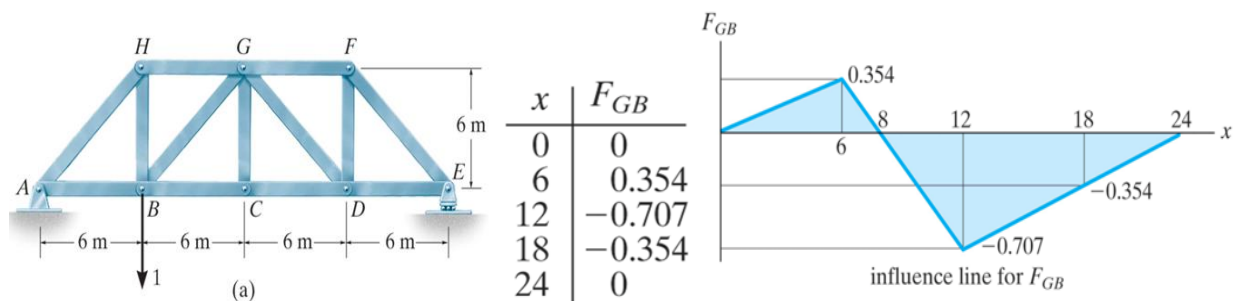 H G F
6 m
A E
B C D
6 m 6 m 6 m 6 m
1
(a)
x F_GB
0 0
6 0.354
12 −0.707
18 −0.354
24 0
F_GB
0.354
8 12 18 24 x
6
−0.354
−0.707
influence line for F_GB